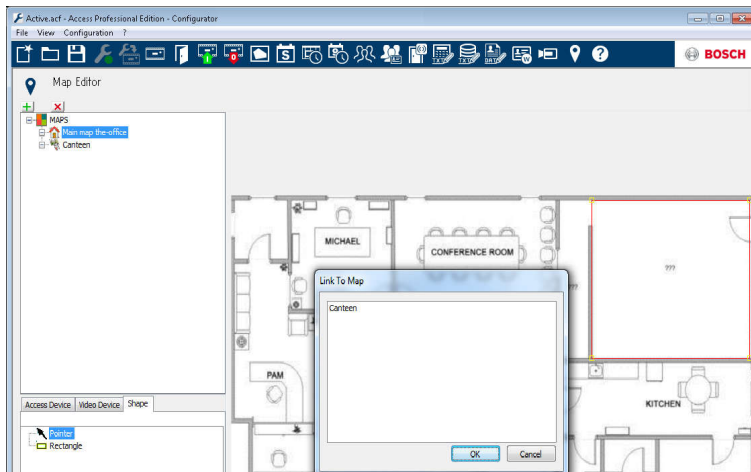 Active.acf - Access Professional Edition - Configurator
File View Configuration ?
BOSCH
Map Editor
MAPS
Main map the-office
Canteen
MICHAEL
CONFERENCE ROOM
???
???
Link To Map
Canteen
PAM
KITCHEN
Access Device Video Device Shape
Pointer
Rectangle
OK Cancel